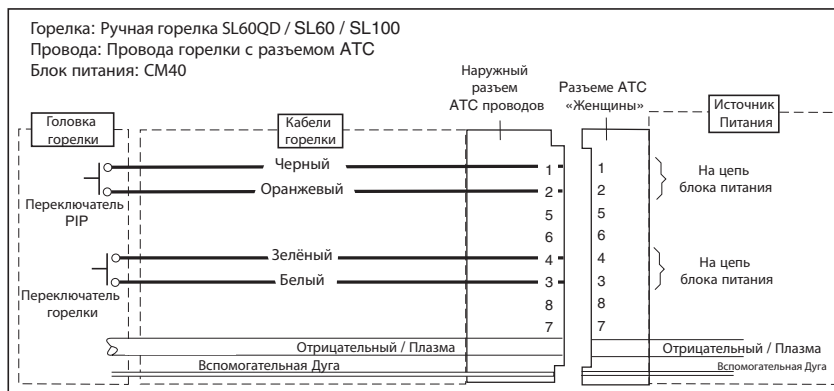 Горелка: Ручная горелка SL60QD / SL60 / SL100
Провода: Провода горелки с разъемом ATC
Блок питания: CM40
Наружный
разъем
ATC проводов
Разъеме ATC
«Женщины»
Источник
Питания
Головка
горелки
Кабели
горелки
Черный
1
1
На цепь
блока питания
Оранжевый
2
2
Переключатель
PIP
5
5
6
6
Зелёный
4
4
На цепь
блока питания
Белый
3
3
Переключатель
горелки
8
8
7
7
Отрицательный / Плазма
Отрицательный / Плазма
Вспомогательная Дуга
Вспомогательная Дуга